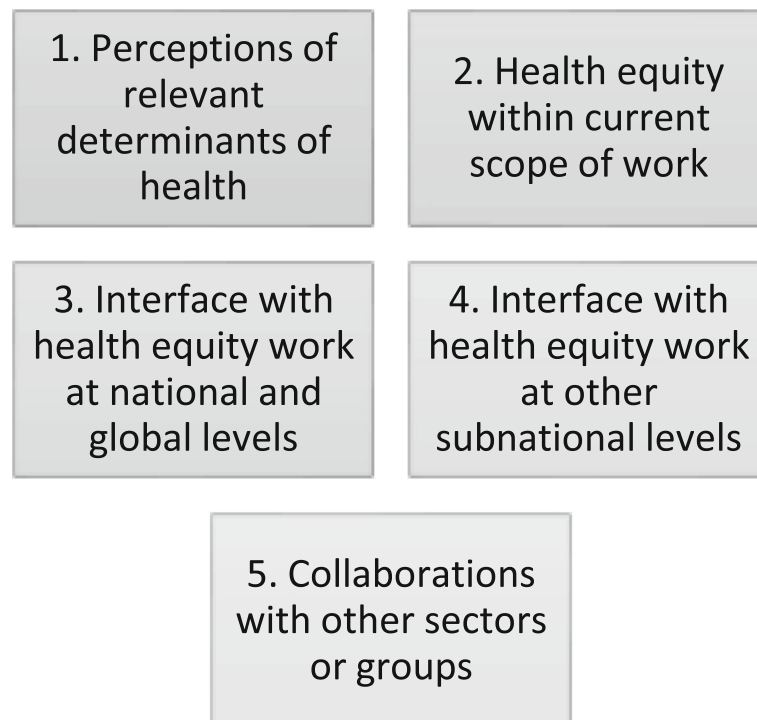 1. Perceptions of
relevant
determinants of
health
2. Health equity
within current
scope of work
3. Interface with
health equity work
at national and
global levels
4. Interface with
health equity work
at other
subnational levels
5. Collaborations
with other sectors
or groups